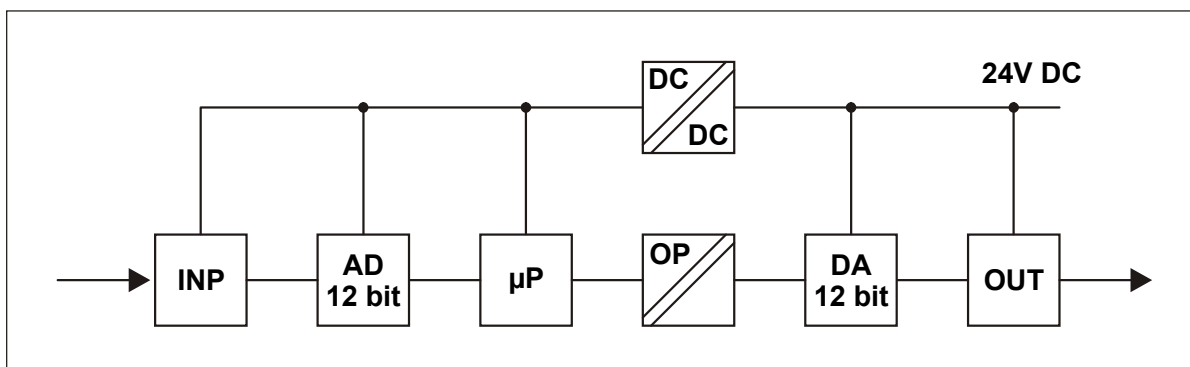 DC
DC
24V DC
INP
AD
12 bit
µP
OP
DA
12 bit
OUT